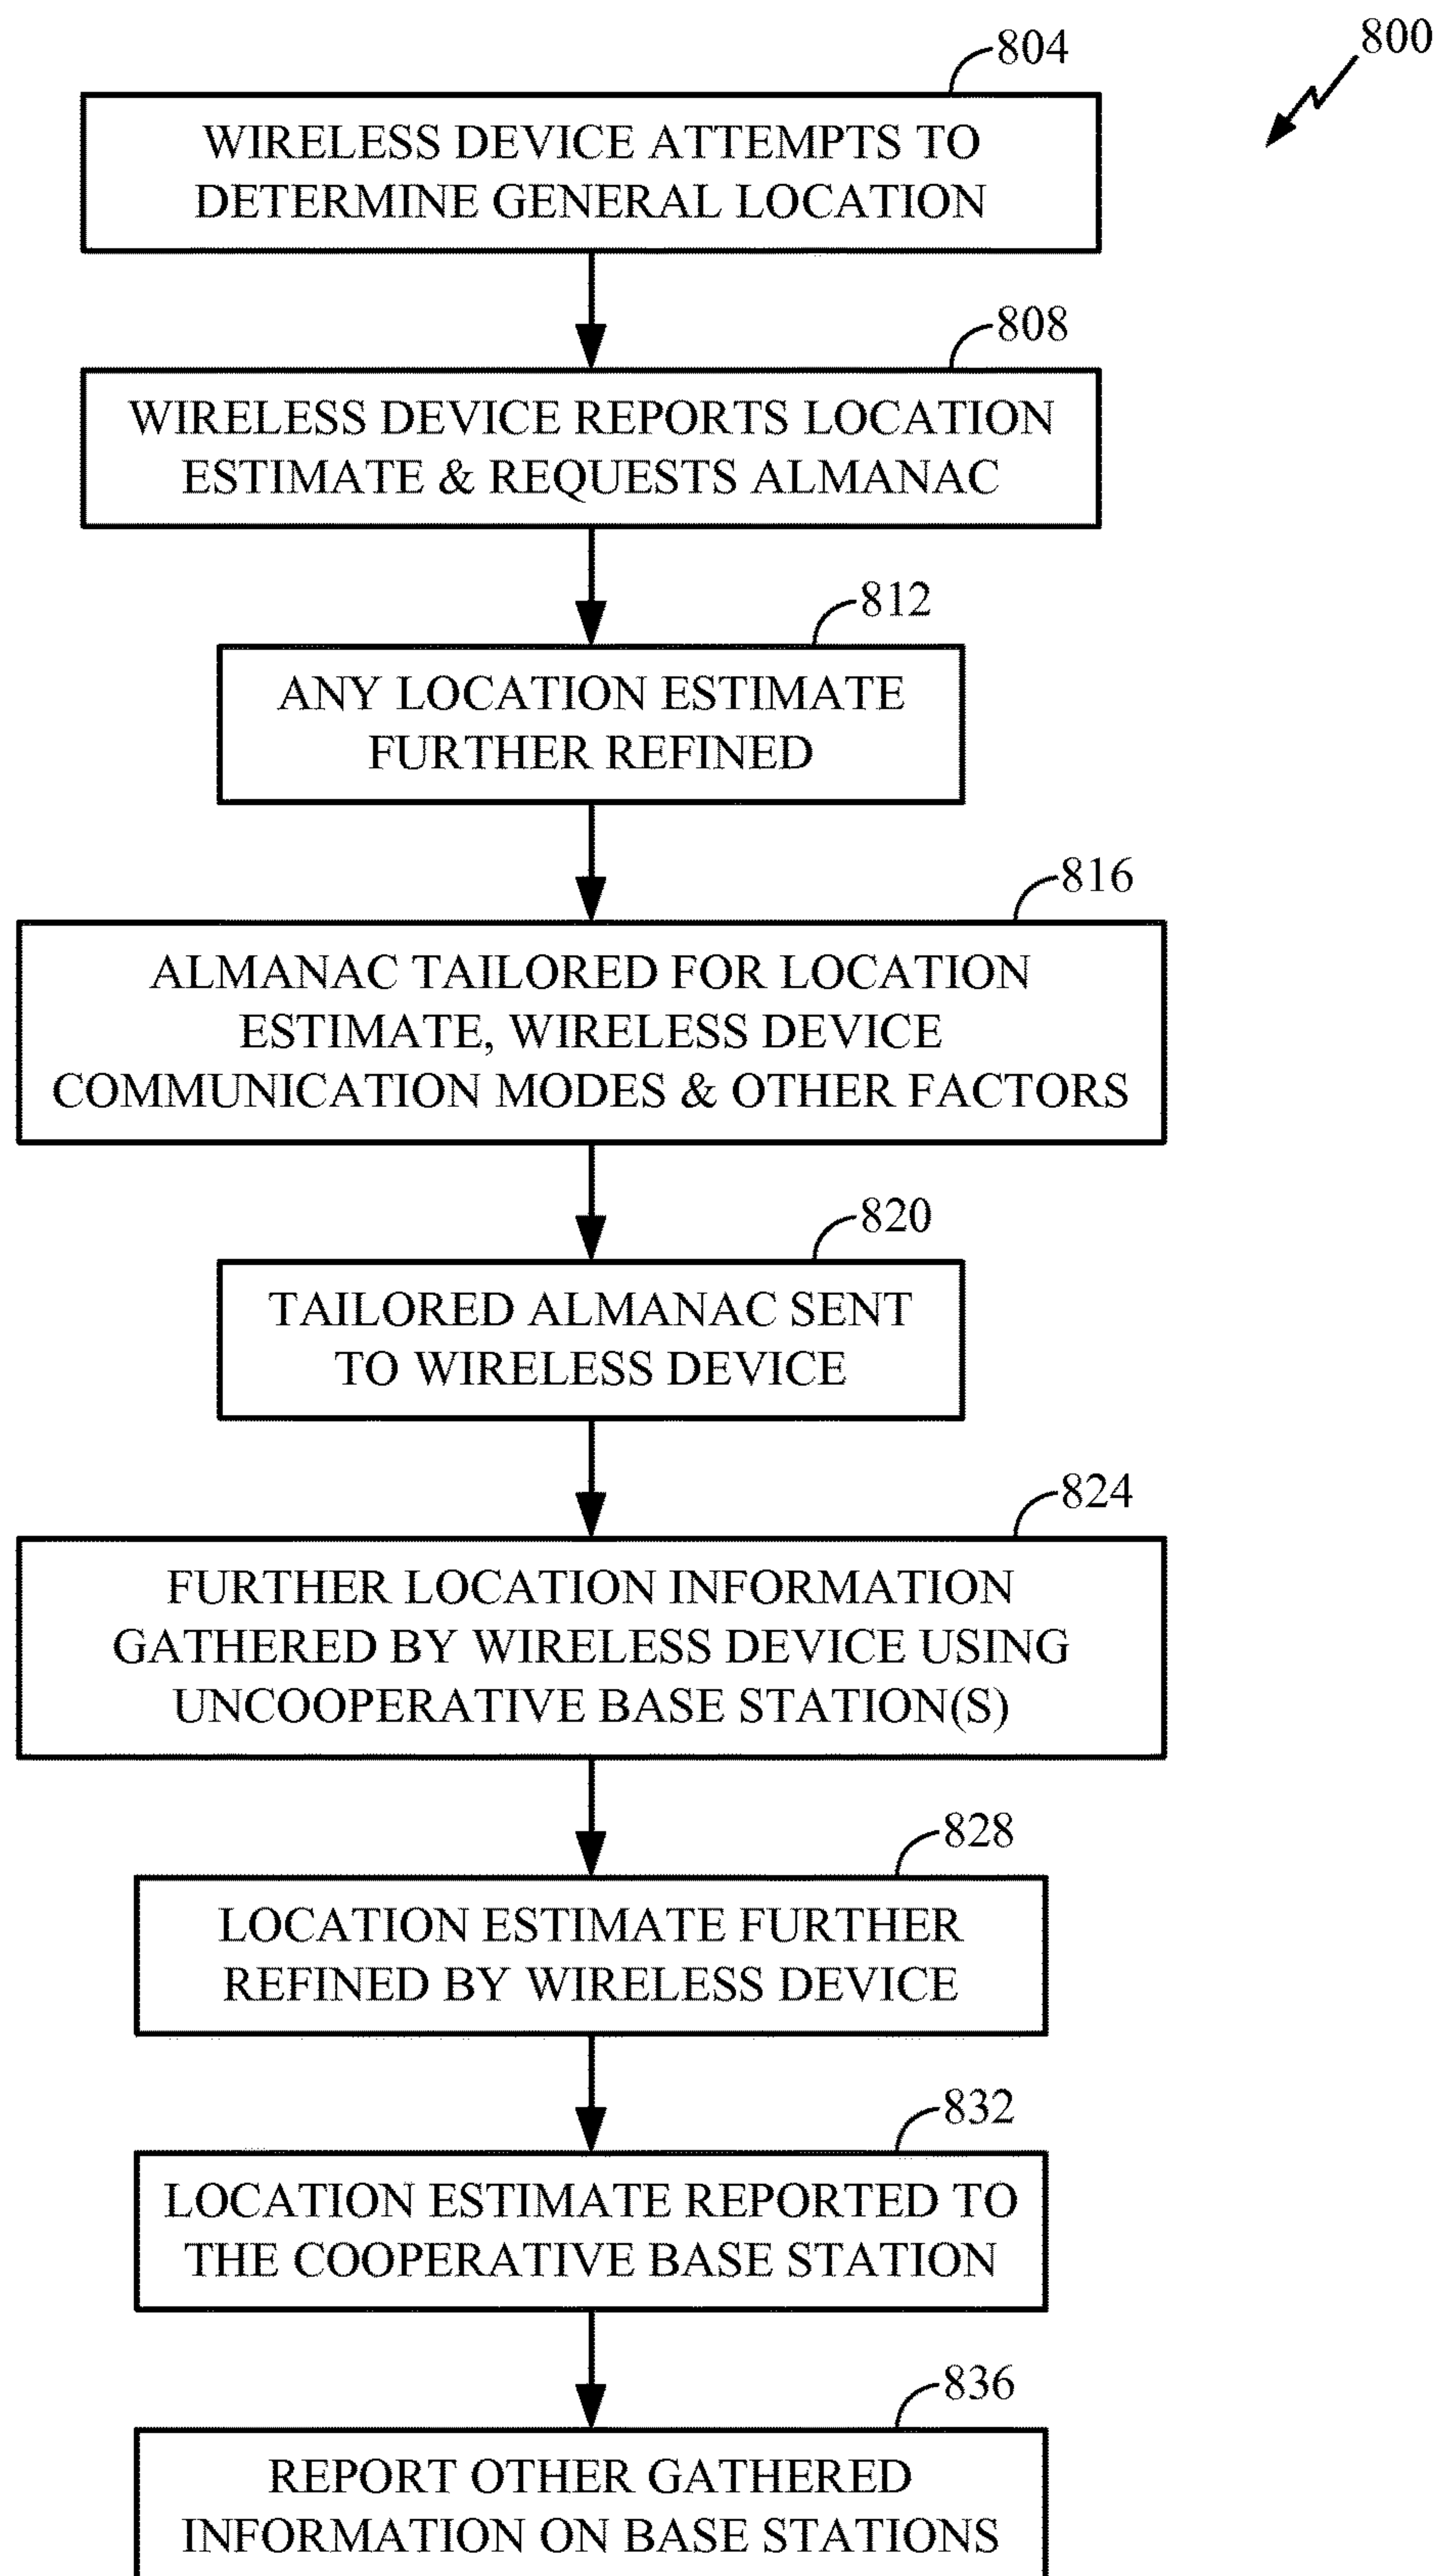 800
804
WIRELESS DEVICE ATTEMPTS TO
DETERMINE GENERAL LOCATION
808
WIRELESS DEVICE REPORTS LOCATION
ESTIMATE & REQUESTS ALMANAC
812
ANY LOCATION ESTIMATE
FURTHER REFINED
816
ALMANAC TAILORED FOR LOCATION
ESTIMATE, WIRELESS DEVICE
COMMUNICATION MODES & OTHER FACTORS
820
TAILORED ALMANAC SENT
TO WIRELESS DEVICE
824
FURTHER LOCATION INFORMATION
GATHERED BY WIRELESS DEVICE USING
UNCOOPERATIVE BASE STATION(S)
828
LOCATION ESTIMATE FURTHER
REFINED BY WIRELESS DEVICE
832
LOCATION ESTIMATE REPORTED TO
THE COOPERATIVE BASE STATION
836
REPORT OTHER GATHERED
INFORMATION ON BASE STATIONS